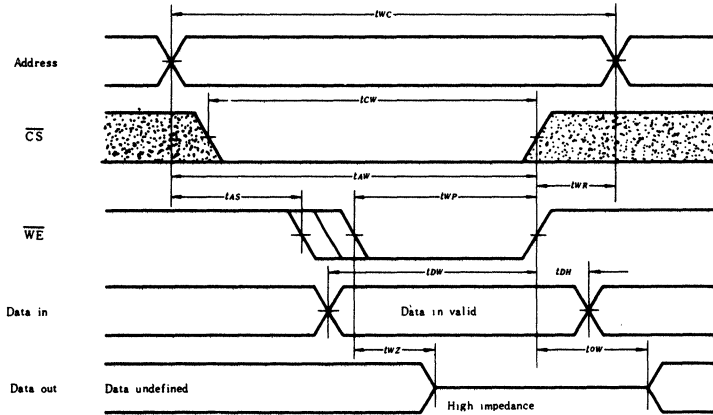 tWC
Address
tCW
CS
tAW
tWR
tAS
tWP
WE
tDW
tDH
Data in
Data in valid
tWZ
tOW
Data out
Data undefined
High impedance